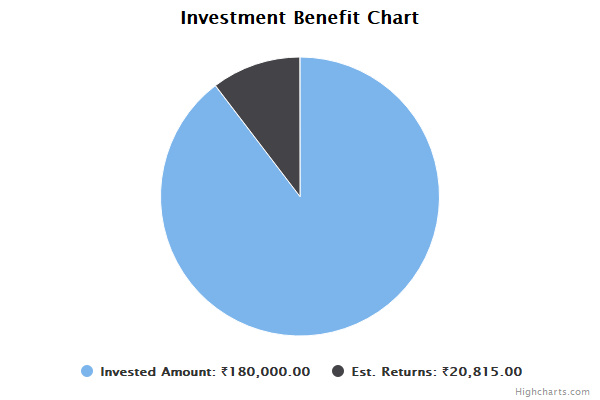 Investment Benefit Chart
Invested Amount: ₹180,000.00 Est. Returns: ₹20,815.00
Highcharts.com